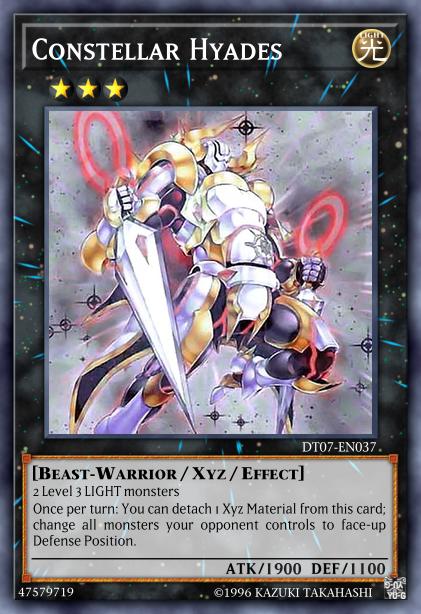 CONSTELLAR HYADES
LIGHT
光
DT07-EN037
[BEAST-WARRIOR / XYZ / EFFECT]
2 Level 3 LIGHT monsters
Once per turn: You can detach 1 Xyz Material from this card;
change all monsters your opponent controls to face-up
Defense Position.
ATK/1900 DEF/1100
47579719
©1996 KAZUKI TAKAHASHI